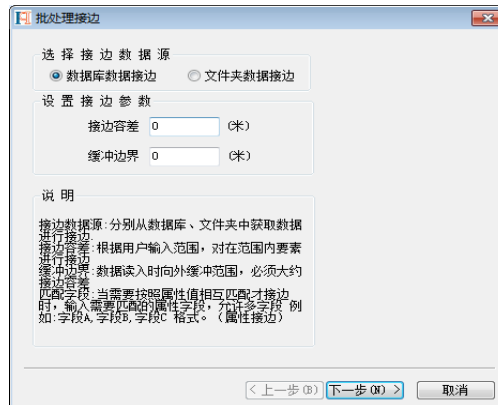 批处理接边
选择接边数据源
数据库数据接边 文件夹数据接边
设置接边参数
接边容差 0 (米)
缓冲边界 0 (米)
说明
接边数据源:分别从数据库、文件夹中获取数据
进行接边.
接边容差:根据用户输入范围，对在范围内要素
进行接边
缓冲边界:数据读入时向外缓冲范围，必须大约
接边容差
匹配字段:当需要按照属性值相互匹配才接边
时，输入需要匹配的属性字段，允许多字段 例
如:字段A,字段B,字段C 格式。（属性接边）
< 上一步(B) 下一步(N) > 取消